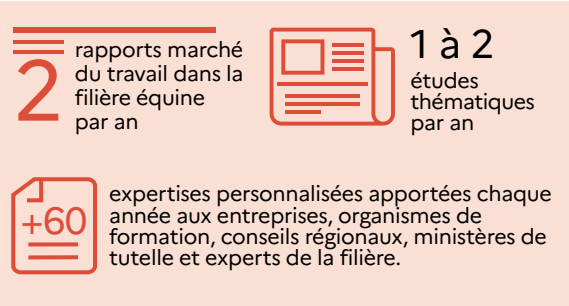 2
rapports marché
du travail dans la
filière équine
par an
1 à 2
études
thématiques
par an
+60
expertises personnalisées apportées chaque
année aux entreprises, organismes de
formation, conseils régionaux, ministères de
tutelle et experts de la filière.